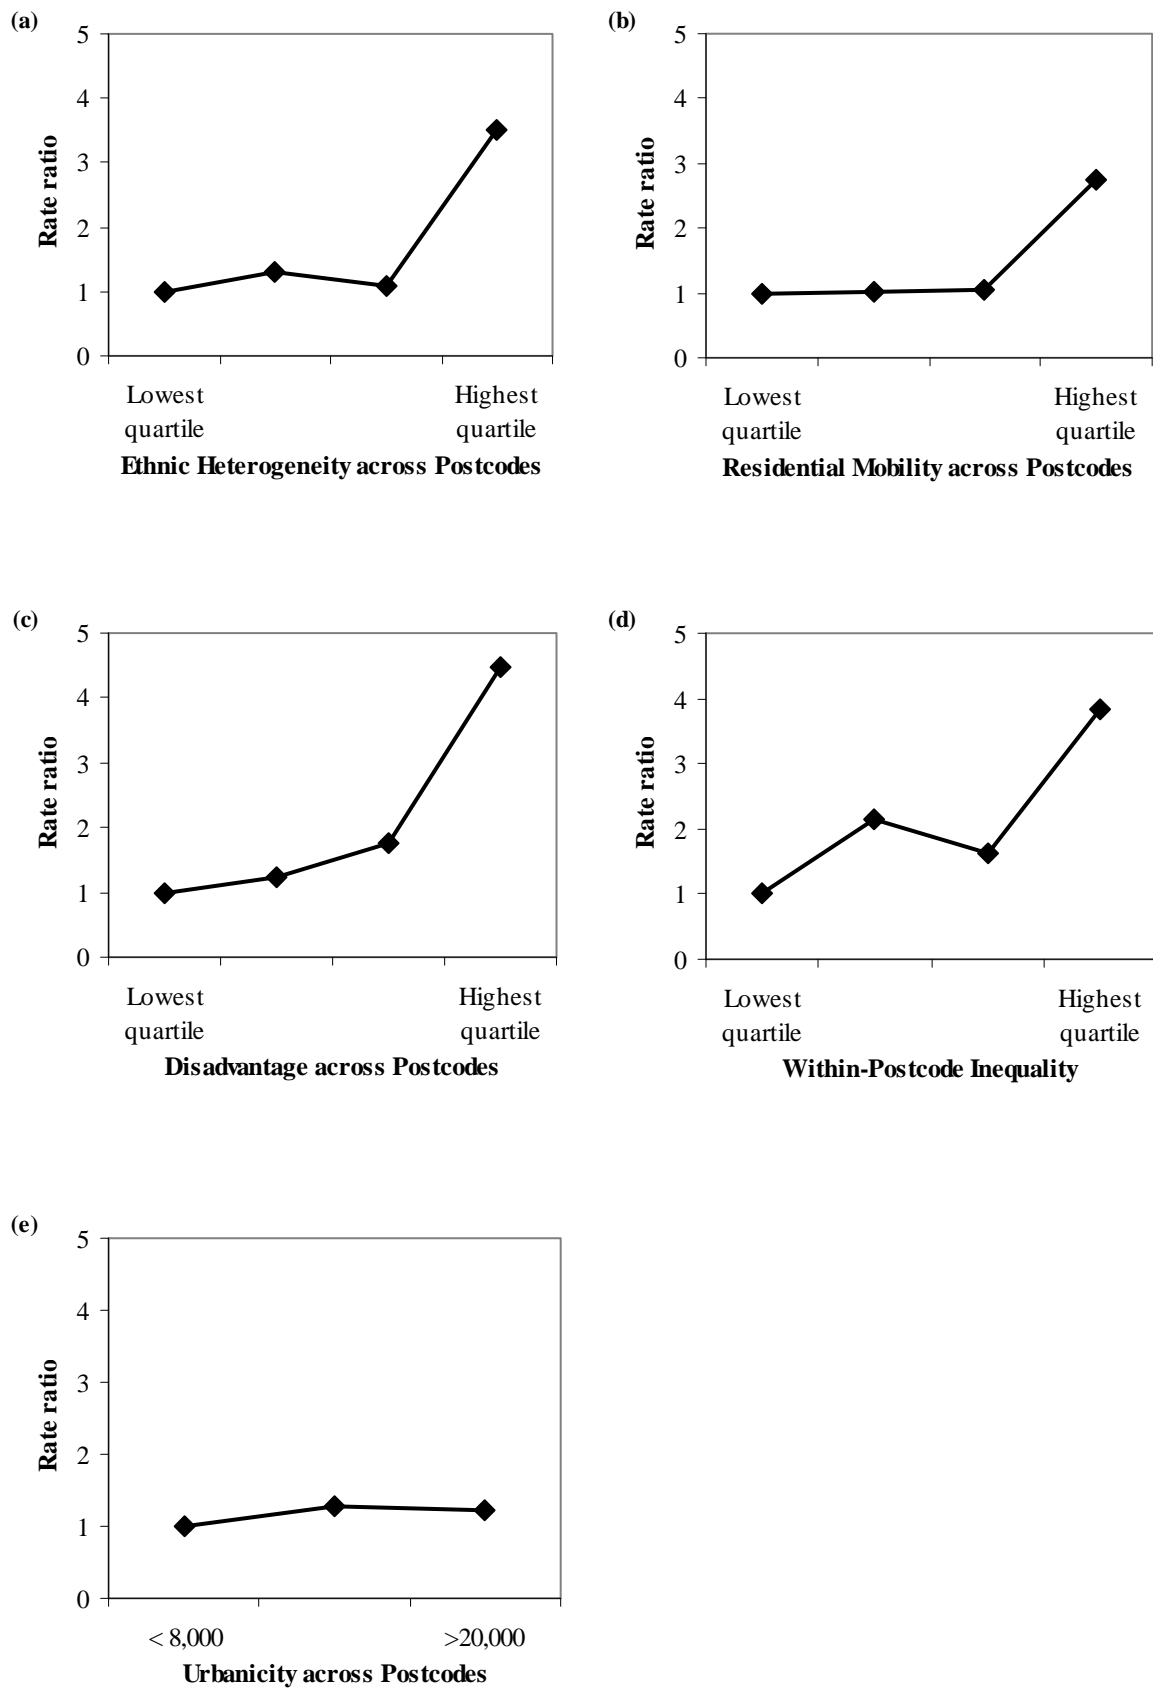 (a)
5
4
3
2
1
0
Rate ratio
Lowest
quartile
Highest
quartile
Ethnic Heterogeneity across Postcodes
(b)
5
4
3
2
1
0
Rate ratio
Lowest
quartile
Highest
quartile
Residential Mobility across Postcodes
(c)
5
4
3
2
1
0
Rate ratio
Lowest
quartile
Highest
quartile
Disadvantage across Postcodes
(d)
5
4
3
2
1
0
Rate ratio
Lowest
quartile
Highest
quartile
Within-Postcode Inequality
(e)
5
4
3
2
1
0
Rate ratio
< 8,000
>20,000
Urbanicity across Postcodes